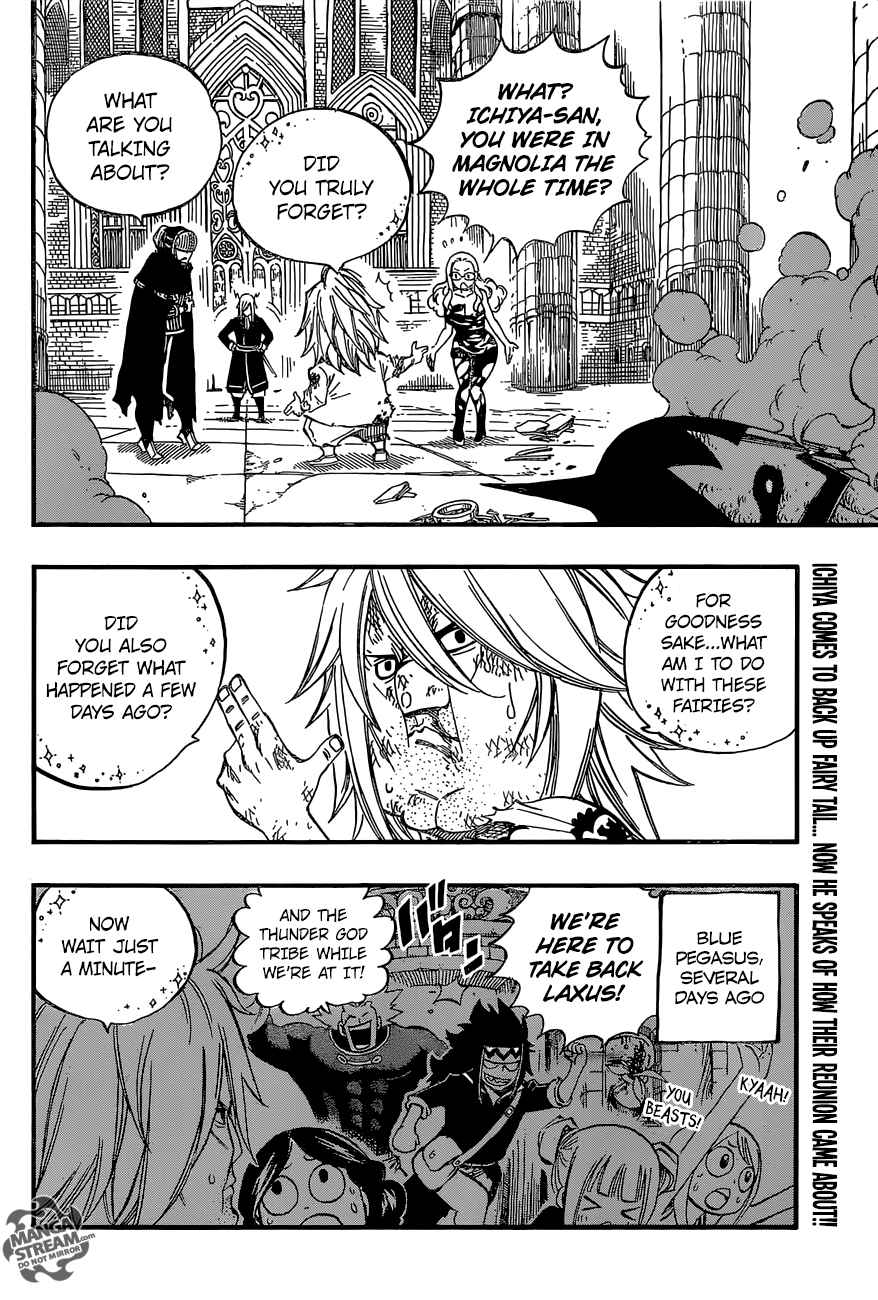 WHAT?
ICHIYA-SAN,
YOU WERE IN
MAGNOLIA THE
WHOLE TIME?
DID
YOU TRULY
FORGET?
WHAT
ARE YOU
TALKING
ABOUT?
FOR
GOODNESS
SAKE...WHAT
AM I TO DO
WITH THESE
FAIRIES?
DID
YOU ALSO
FORGET WHAT
HAPPENED A FEW
DAYS AGO?
BLUE
PEGASUS,
SEVERAL
DAYS AGO
WE'RE
HERE TO
TAKE BACK
LAXUS!
AND THE
THUNDER GOD
TRIBE WHILE
WE'RE AT IT!
NOW
WAIT JUST
A MINUTE-
KYAAH!
YOU
BEASTS!
ICHIYA COMES TO BACK UP FAIRY TAIL... NOW HE SPEAKS OF HOW THEIR REUNION CAME ABOUT!!
MANGA
STREAM.com
DO NOT MIRROR